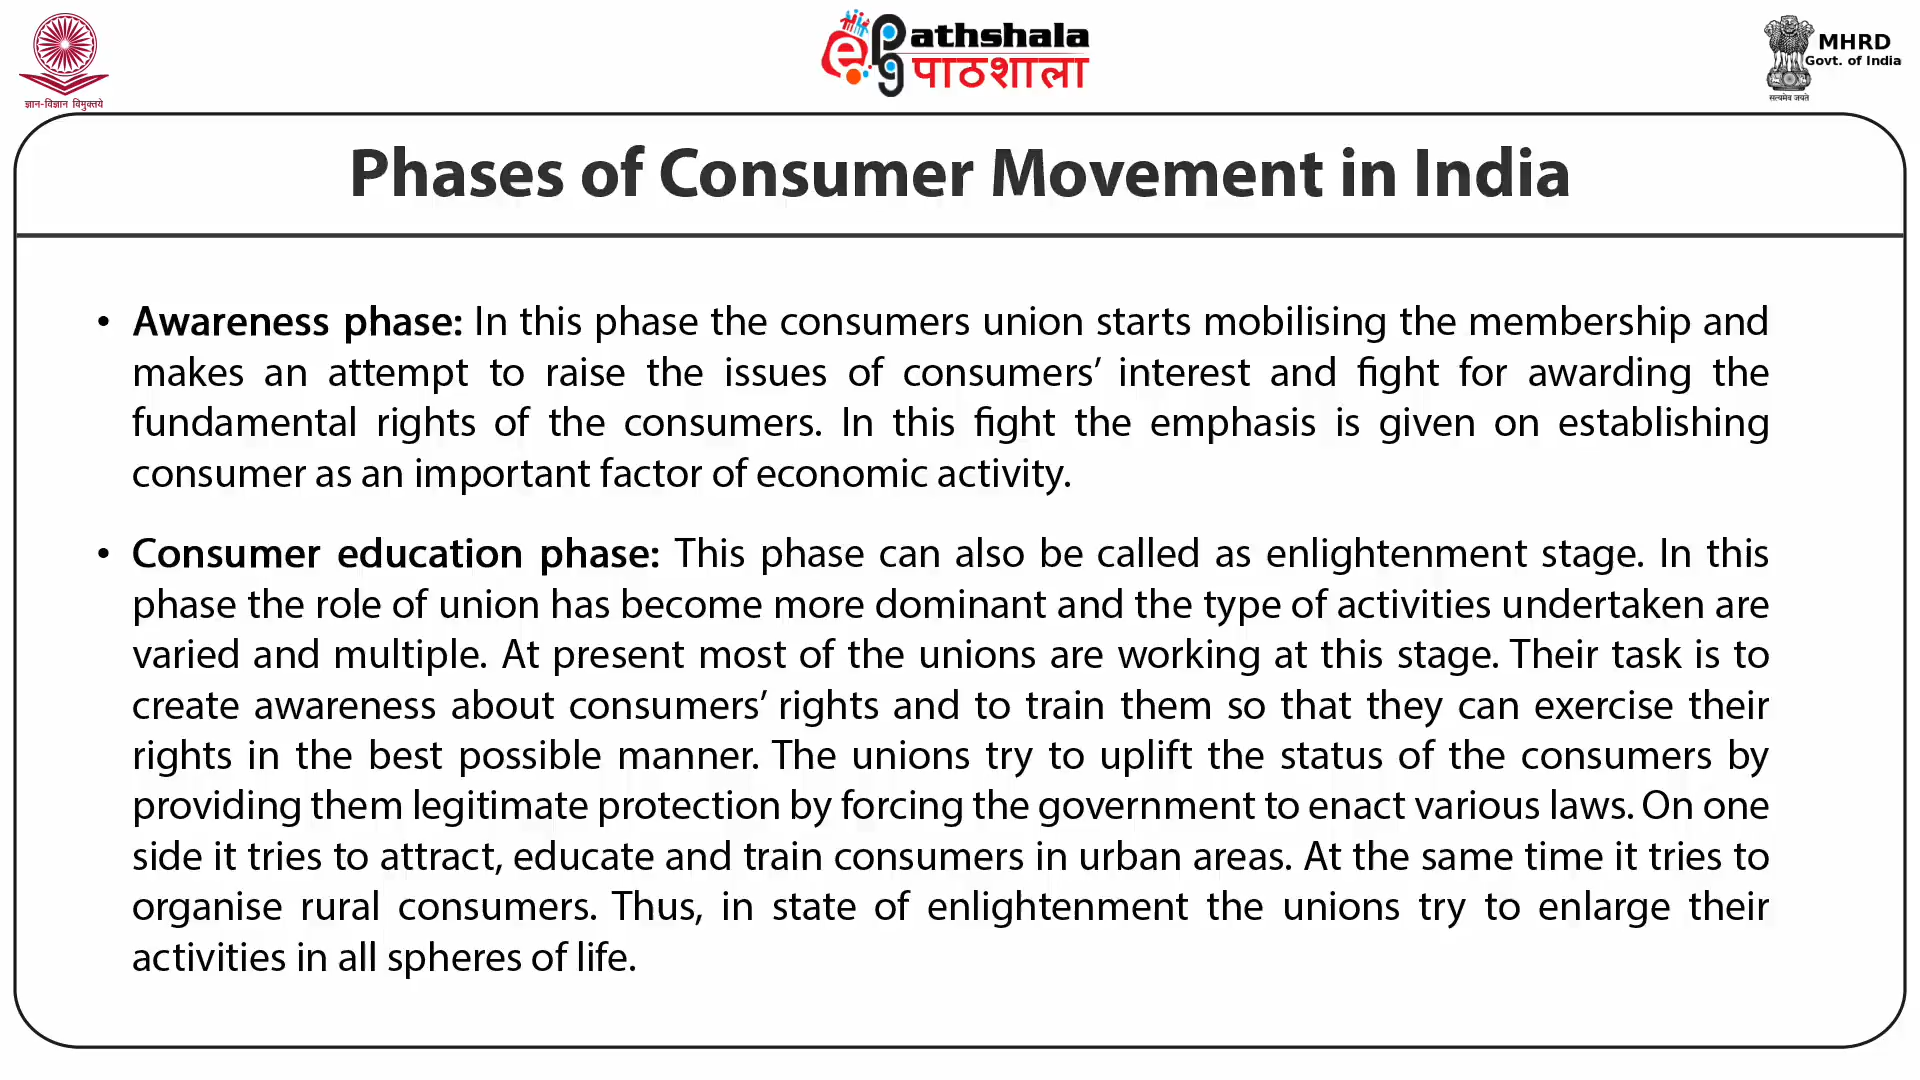 ज्ञान-विज्ञान विमुक्तये
e Pg
athshala
पाठशाला
MHRD
Govt. of India
सत्यमेव जयते
Phases of Consumer Movement in India
• Awareness phase: In this phase the consumers union starts mobilising the membership and
makes an attempt to raise the issues of consumers’ interest and fight for awarding the
fundamental rights of the consumers. In this fight the emphasis is given on establishing
consumer as an important factor of economic activity.
• Consumer education phase: This phase can also be called as enlightenment stage. In this
phase the role of union has become more dominant and the type of activities undertaken are
varied and multiple. At present most of the unions are working at this stage. Their task is to
create awareness about consumers’ rights and to train them so that they can exercise their
rights in the best possible manner. The unions try to uplift the status of the consumers by
providing them legitimate protection by forcing the government to enact various laws. On one
side it tries to attract, educate and train consumers in urban areas. At the same time it tries to
organise rural consumers. Thus, in state of enlightenment the unions try to enlarge their
activities in all spheres of life.